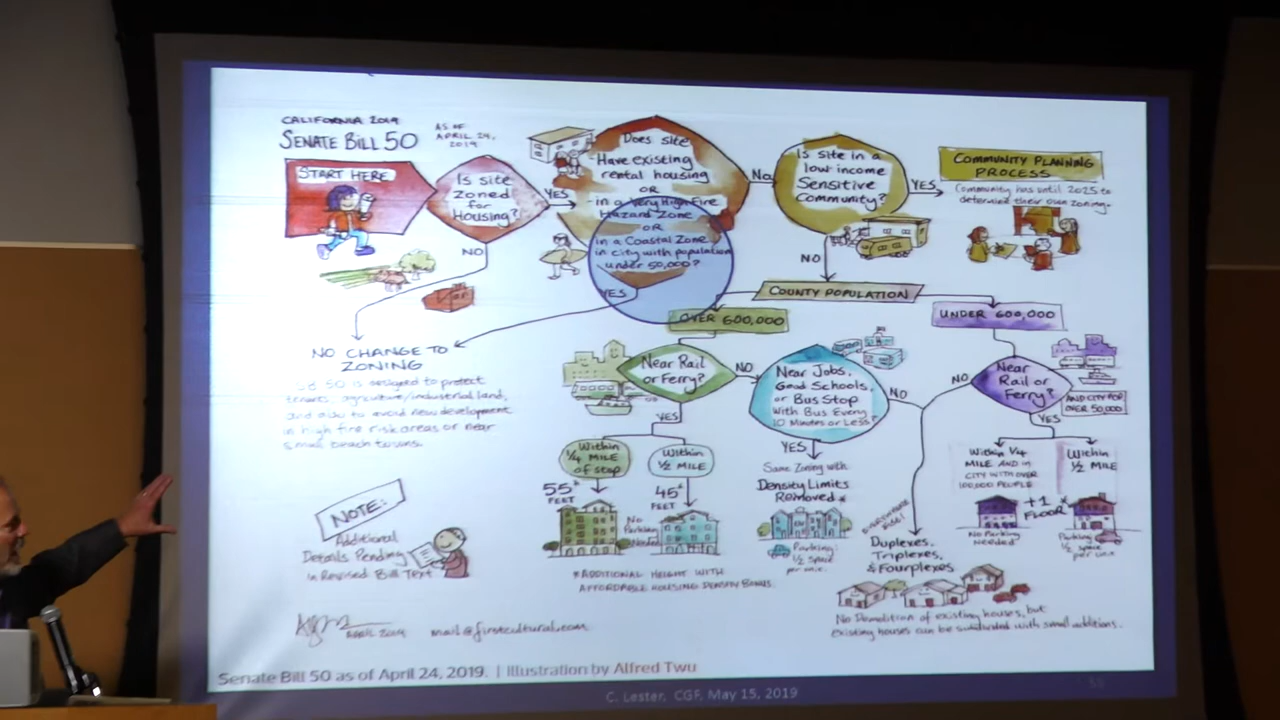 CALIFORNIA 2019
SENATE BILL 50
AS OF
APRIL 24,
2019
START HERE
Is site
zoned
for
Housing?
YES
NO
Does site
-Have existing
rental housing
OR
-in a Very High Fire
Hazard Zone
OR
in a Coastal Zone
in city with population
under 50,000?
YES
No
Is site in a
low income
Sensitive
Community?
YES
NO
COMMUNITY PLANNING
PROCESS
Community has until 2025 to
determine their own zoning.
NO CHANGE TO
ZONING
50 is designed to protect
tenants, agriculture/industrial land,
and also to avoid new development
in high fire risk areas or near
small beach towns.
COUNTY POPULATION
OVER 600,000
UNDER 600,000
Near Rail
or Ferry?
NO
YES
Near Jobs,
Good Schools,
or Bus Stop
With Bus Every
10 Minutes or Less?
NO
YES
Near
Rail or
Ferry?
NO
AND CITY POP.
OVER 50,000
YES
Within
1/4 MILE
of stop
Within
1/2 MILE
55*
FEET
45*
FEET
No
Parking
Same Zoning with
Density Limits
Removed*
Parking:
1/2 space
per unit.
Within 1/4
MILE AND IN
CITY WITH OVER
100,000 PEOPLE
Within
1/2 MILE
+1 *
FLOOR
No Parking
Needed
Parking
1/2 space
per unit
EVERYWHERE
ELSE!
Duplexes,
Triplexes,
& Fourplexes
No Demolition of existing houses, but
existing houses can be subdivided with small additions.
*ADDITIONAL HEIGHT WITH
AFFORDABLE HOUSING DENSITY BONUS.
NOTE:
Additional
Details Pending
in Revised Bill Text
APRIL 2019
mail@firstcultural.com
Senate Bill 50 as of April 24, 2019. | Illustration by Alfred Twu
C. Lester, CGF, May 15, 2019